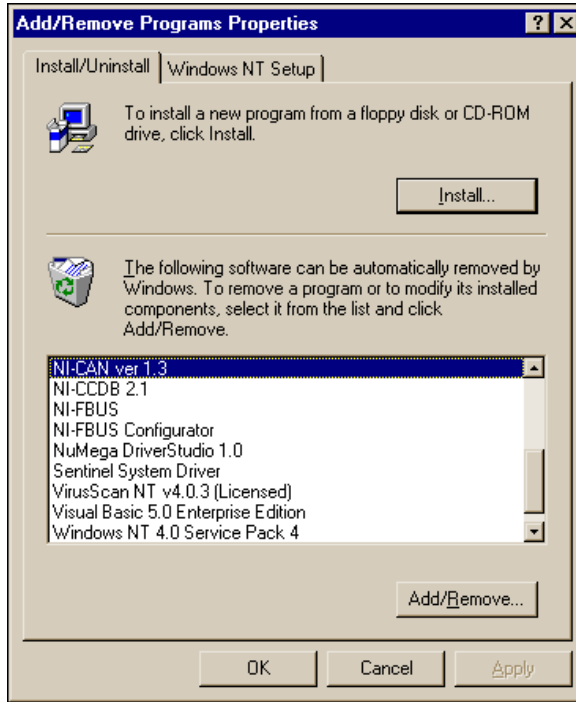 Add/Remove Programs Properties
Install/Uninstall
Windows NT Setup
To install a new program from a floppy disk or CD-ROM
drive, click Install.
Install...
The following software can be automatically removed by
Windows. To remove a program or to modify its installed
components, select it from the list and click
Add/Remove.
NI-CAN ver 1.3
NI-CCDB 2.1
NI-FBUS
NI-FBUS Configurator
NuMega DriverStudio 1.0
Sentinel System Driver
VirusScan NT v4.0.3 (Licensed)
Visual Basic 5.0 Enterprise Edition
Windows NT 4.0 Service Pack 4
Add/Remove...
OK
Cancel
Apply